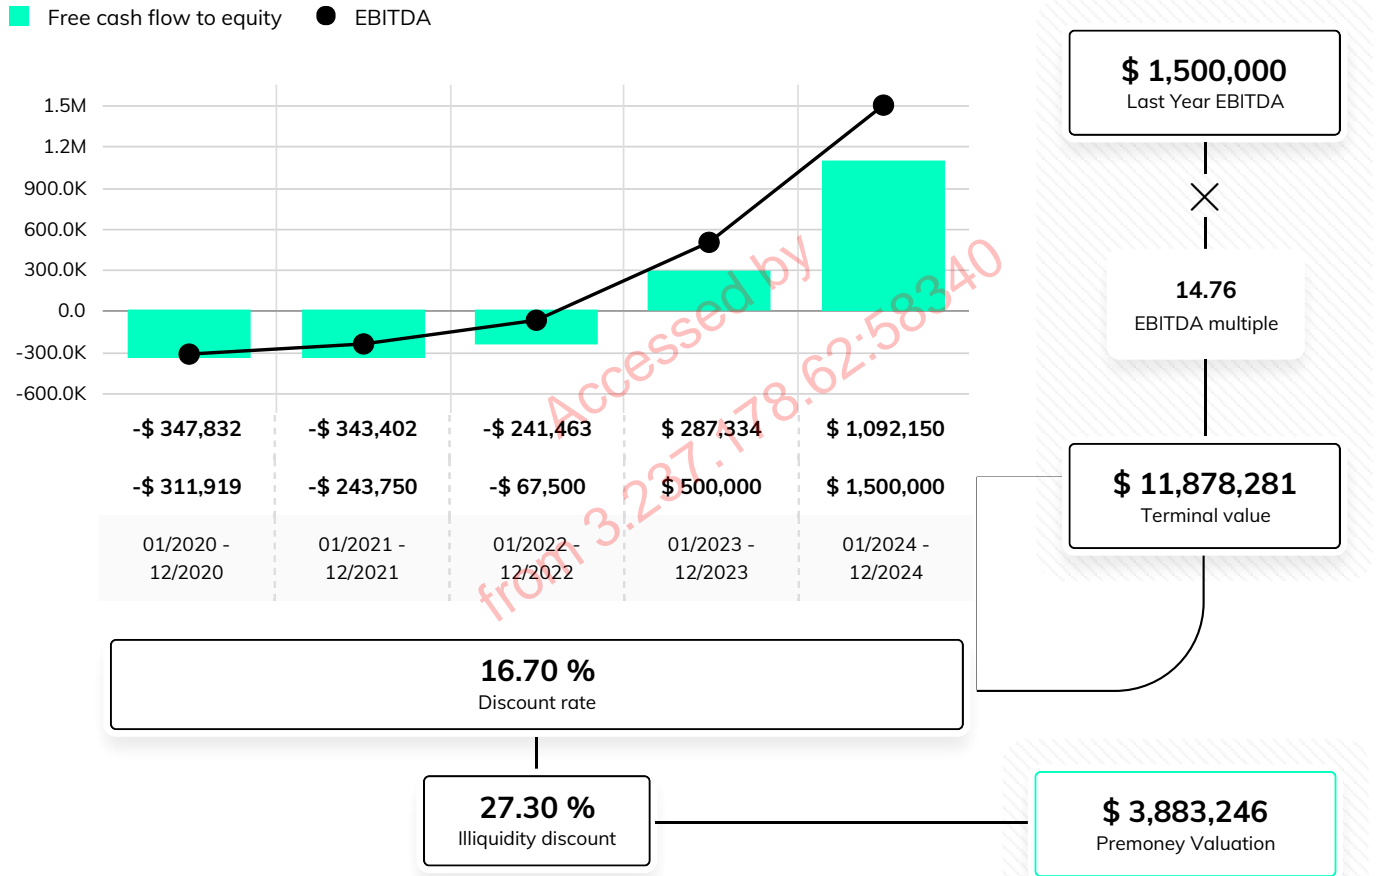 Free cash flow to equity EBITDA
1.5M
1.2M
900.0K
600.0K
300.0K
0.0
-300.0K
-600.0K
-$ 347,832 -$ 343,402 -$ 241,463 $ 287,334 $ 1,092,150
-$ 311,919 -$ 243,750 -$ 67,500 $ 500,000 $ 1,500,000
01/2020 - 01/2021 - 01/2022 - 01/2023 - 01/2024 -
12/2020 12/2021 12/2022 12/2023 12/2024
16.70 %
Discount rate
27.30 %
Illiquidity discount
$ 1,500,000
Last Year EBITDA
14.76
EBITDA multiple
$ 11,878,281
Terminal value
$ 3,883,246
Premoney Valuation
Accessed by
from 3.237.178.62:58340